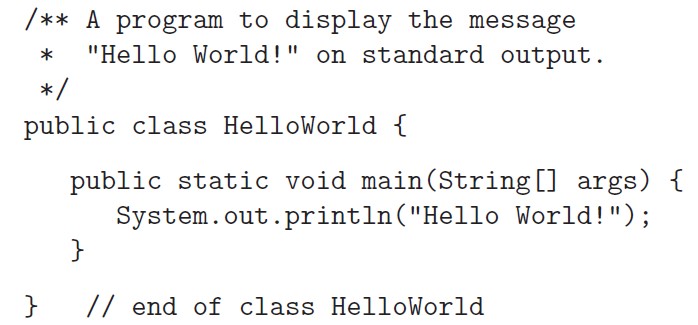 /** A program to display the message
 *  "Hello World!" on standard output.
 */
public class HelloWorld {
   public static void main(String[] args) {
      System.out.println("Hello World!");
   }
}   // end of class HelloWorld